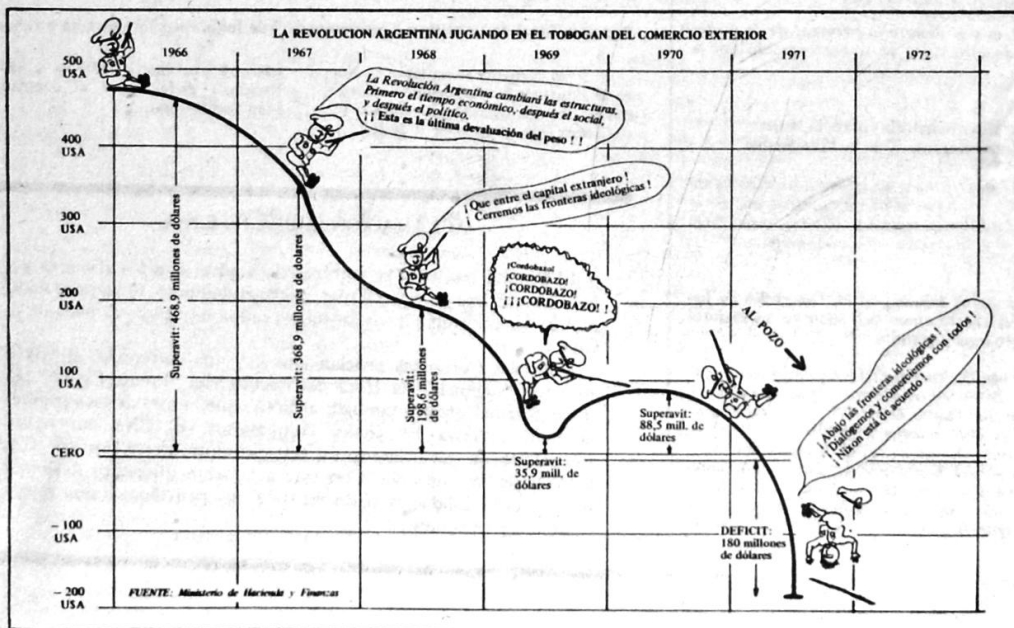 LA REVOLUCION ARGENTINA JUGANDO EN EL TOBOGAN DEL COMERCIO EXTERIOR
1966
1967
1968
1969
1970
1971
1972
500
USA
400
USA
300
USA
200
USA
100
USA
CERO
– 100
USA
– 200
USA
La Revolución Argentina cambiará las estructuras
Primero el tiempo económico, después el social,
y después el político.
¡ ¡ Esta es la última devaluación del peso ! !
¡ Que entre el capital extranjero !
Cerremos las fronteras ideológicas !
¡Cordobazo!
¡CORDOBAZO!
¡CORDOBAZO!
¡¡¡CORDOBAZO! !
AL POZO
¡ Abajo las fronteras ideológicas !
¡ Dialogemos y comerciemos con todos !
¡ Nixon está de acuerdo !
Superavit: 468,9 millones de dólares
Superavit: 368,9 millones de dolares
Superavit:
198,6 millones
de dólares
Superavit:
35,9 mill. de
dólares
Superavit:
88,5 mill. de
dólares
DEFICIT:
180 millones
de dólares
FUENTE: Ministerio de Hacienda y Finanzas